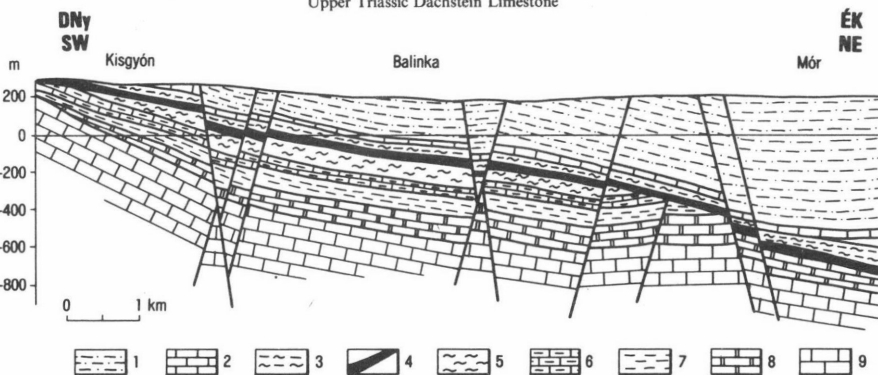 Upper Triassic Dachstein Limestone
DNy
SW
ÉK
NE
m
Kisgyón
Balinka
Mór
200
0
-200
-400
-600
-800
0 1 km
1 2 3 4 5 6 7 8 9